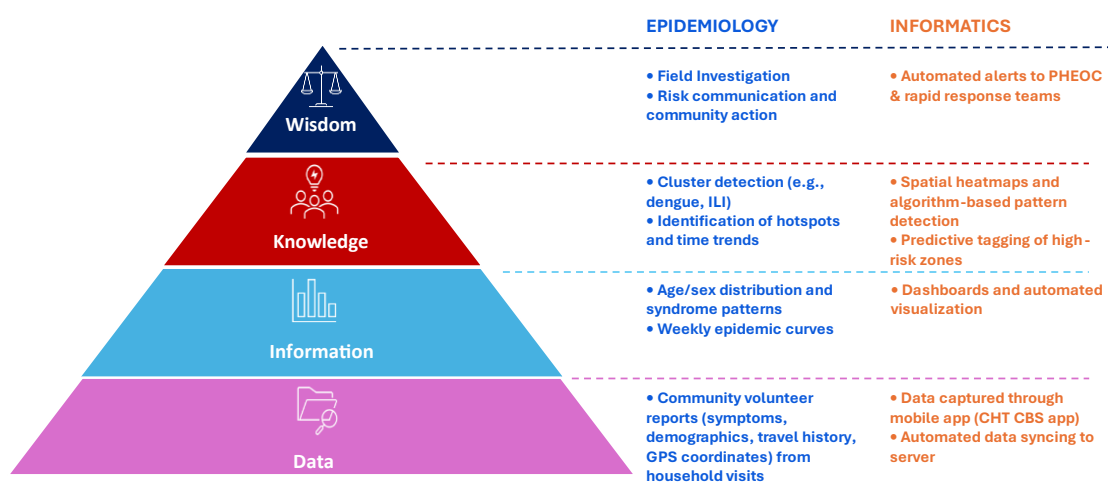 EPIDEMIOLOGY
INFORMATICS
Wisdom
• Field Investigation
• Risk communication and
community action
• Automated alerts to PHEOC
& rapid response teams
Knowledge
• Cluster detection (e.g.,
dengue, ILI)
• Identification of hotspots
and time trends
• Spatial heatmaps and
algorithm-based pattern
detection
• Predictive tagging of high-
risk zones
Information
• Age/sex distribution and
syndrome patterns
• Weekly epidemic curves
• Dashboards and automated
visualization
Data
• Community volunteer
reports (symptoms,
demographics, travel history,
GPS coordinates) from
household visits
• Data captured through
mobile app (CHT CBS app)
• Automated data syncing to
server